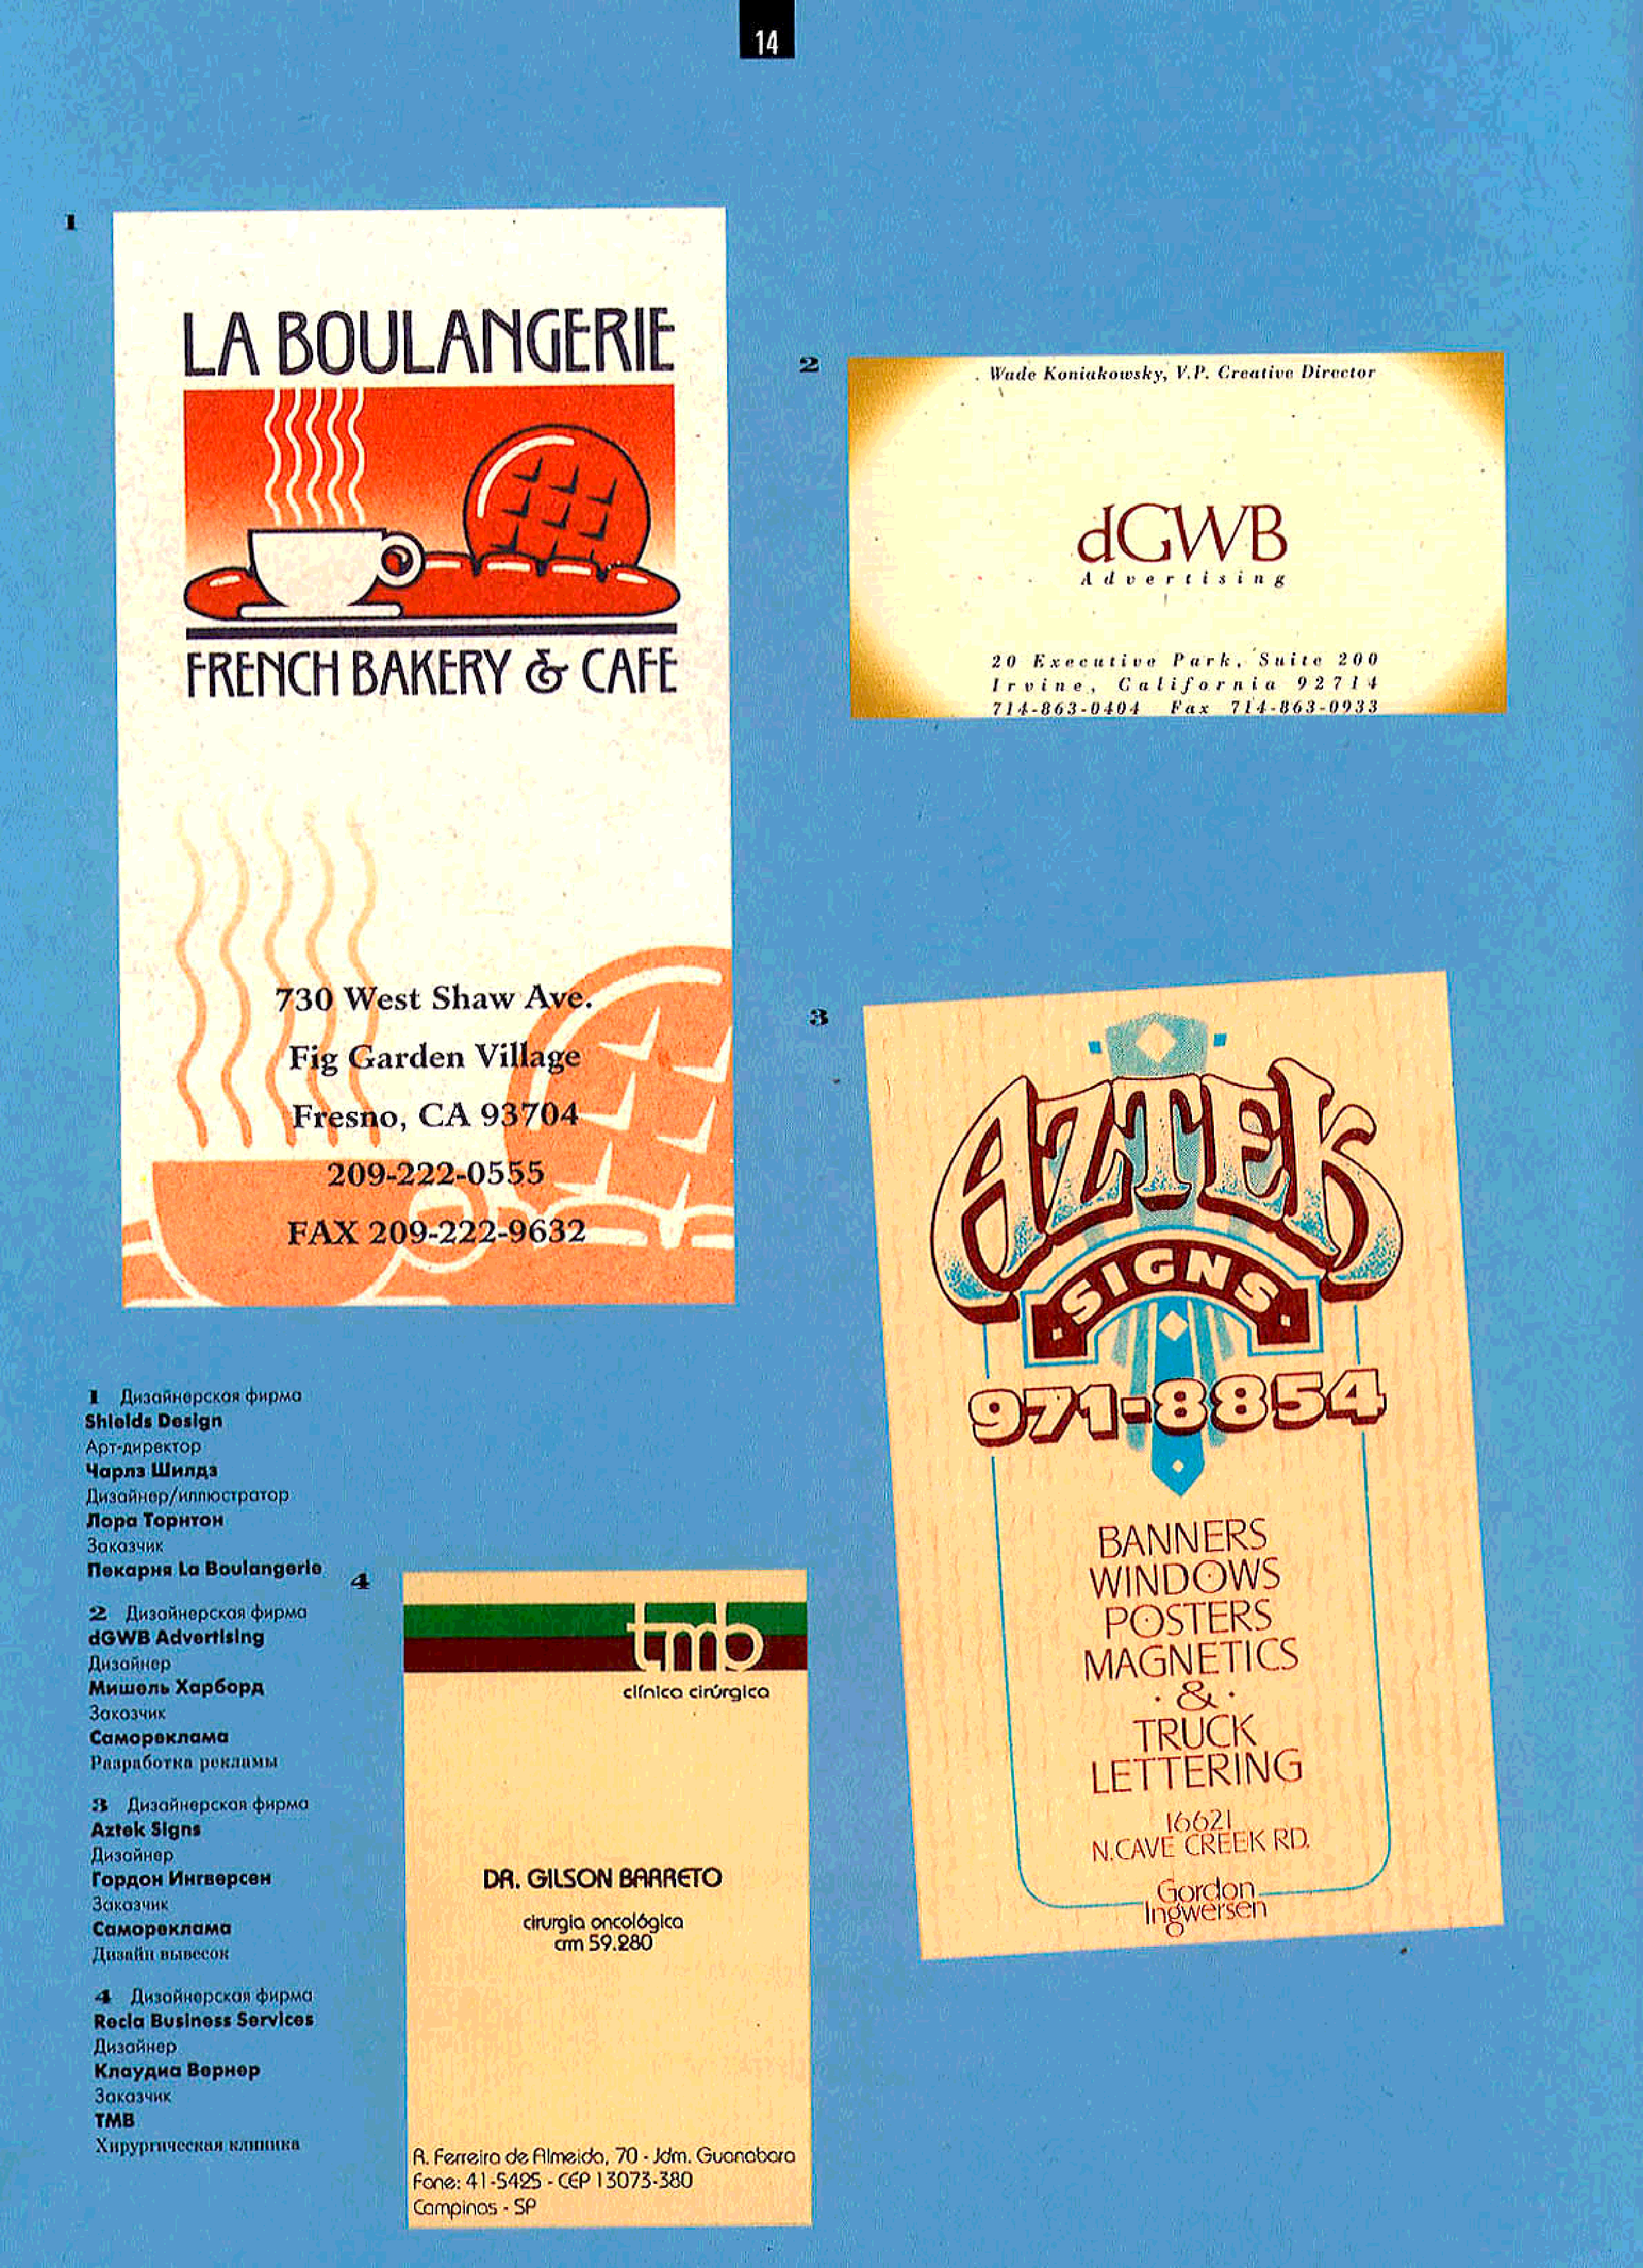 14
1
LA BOULANGERIE
FRENCH BAKERY & CAFE
730 West Shaw Ave.
Fig Garden Village
Fresno, CA 93704
209-222-0555
FAX 209-222-9632
2
Wade Koniakowsky, V.P. Creative Director
dGWB
Advertising
20 Executive Park, Suite 200
Irvine, California 92714
714-863-0404 Fax 714-863-0933
3
AZTEK
SIGNS
971-8854
BANNERS
WINDOWS
POSTERS
MAGNETICS
&
TRUCK
LETTERING
16621
N. CAVE CREEK RD.
Gordon
Ingwersen
1 Дизайнерская фирма
Shields Design
Арт-директор
Чарлз Шилдз
Дизайнер/иллюстратор
Лора Торнтон
Заказчик
Пекарня La Boulangerie
2 Дизайнерская фирма
dGWB Advertising
Дизайнер
Мишель Харборд
Заказчик
Самореклама
Разработка рекламы
3 Дизайнерская фирма
Aztek Signs
Дизайнер
Гордон Ингверсен
Заказчик
Самореклама
Дизайн вывесок
4 Дизайнерская фирма
Recla Business Services
Дизайнер
Клаудиа Вернер
Заказчик
TMB
Хирургическая клиника
4
tmb
clínica cirúrgica
DR. GILSON BARRETO
cirurgia oncológica
crm 59.280
R. Ferreira de Almeida, 70 - Jdm. Guanabara
Fone: 41-5425 - CEP 13073-380
Campinas - SP